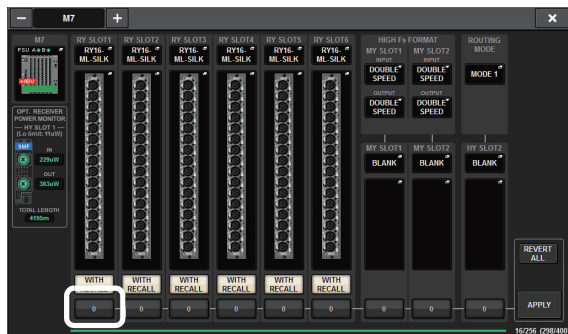 M7
M7
PSU A B
+48V
OPT. RECEIVER
POWER MONITOR
HY SLOT 1
(Lo limit: 11uW)
SMF
IN
229uW
OUT
363uW
TOTAL LENGTH
4195m
RY SLOT1
RY16-
ML-SILK
WITH
RECALL
0
RY SLOT2
RY16-
ML-SILK
WITH
RECALL
0
RY SLOT3
RY16-
ML-SILK
WITH
RECALL
0
RY SLOT4
RY16-
ML-SILK
WITH
RECALL
0
RY SLOT5
RY16-
ML-SILK
WITH
RECALL
0
RY SLOT6
RY16-
ML-SILK
WITH
RECALL
0
HIGH Fs FORMAT
MY SLOT1
INPUT
DOUBLE
SPEED
OUTPUT
DOUBLE
SPEED
MY SLOT2
INPUT
DOUBLE
SPEED
OUTPUT
DOUBLE
SPEED
ROUTING
MODE
MODE 1
MY SLOT1
BLANK
0
MY SLOT2
BLANK
0
HY SLOT2
BLANK
0
REVERT
ALL
APPLY
16/256 (298/400)